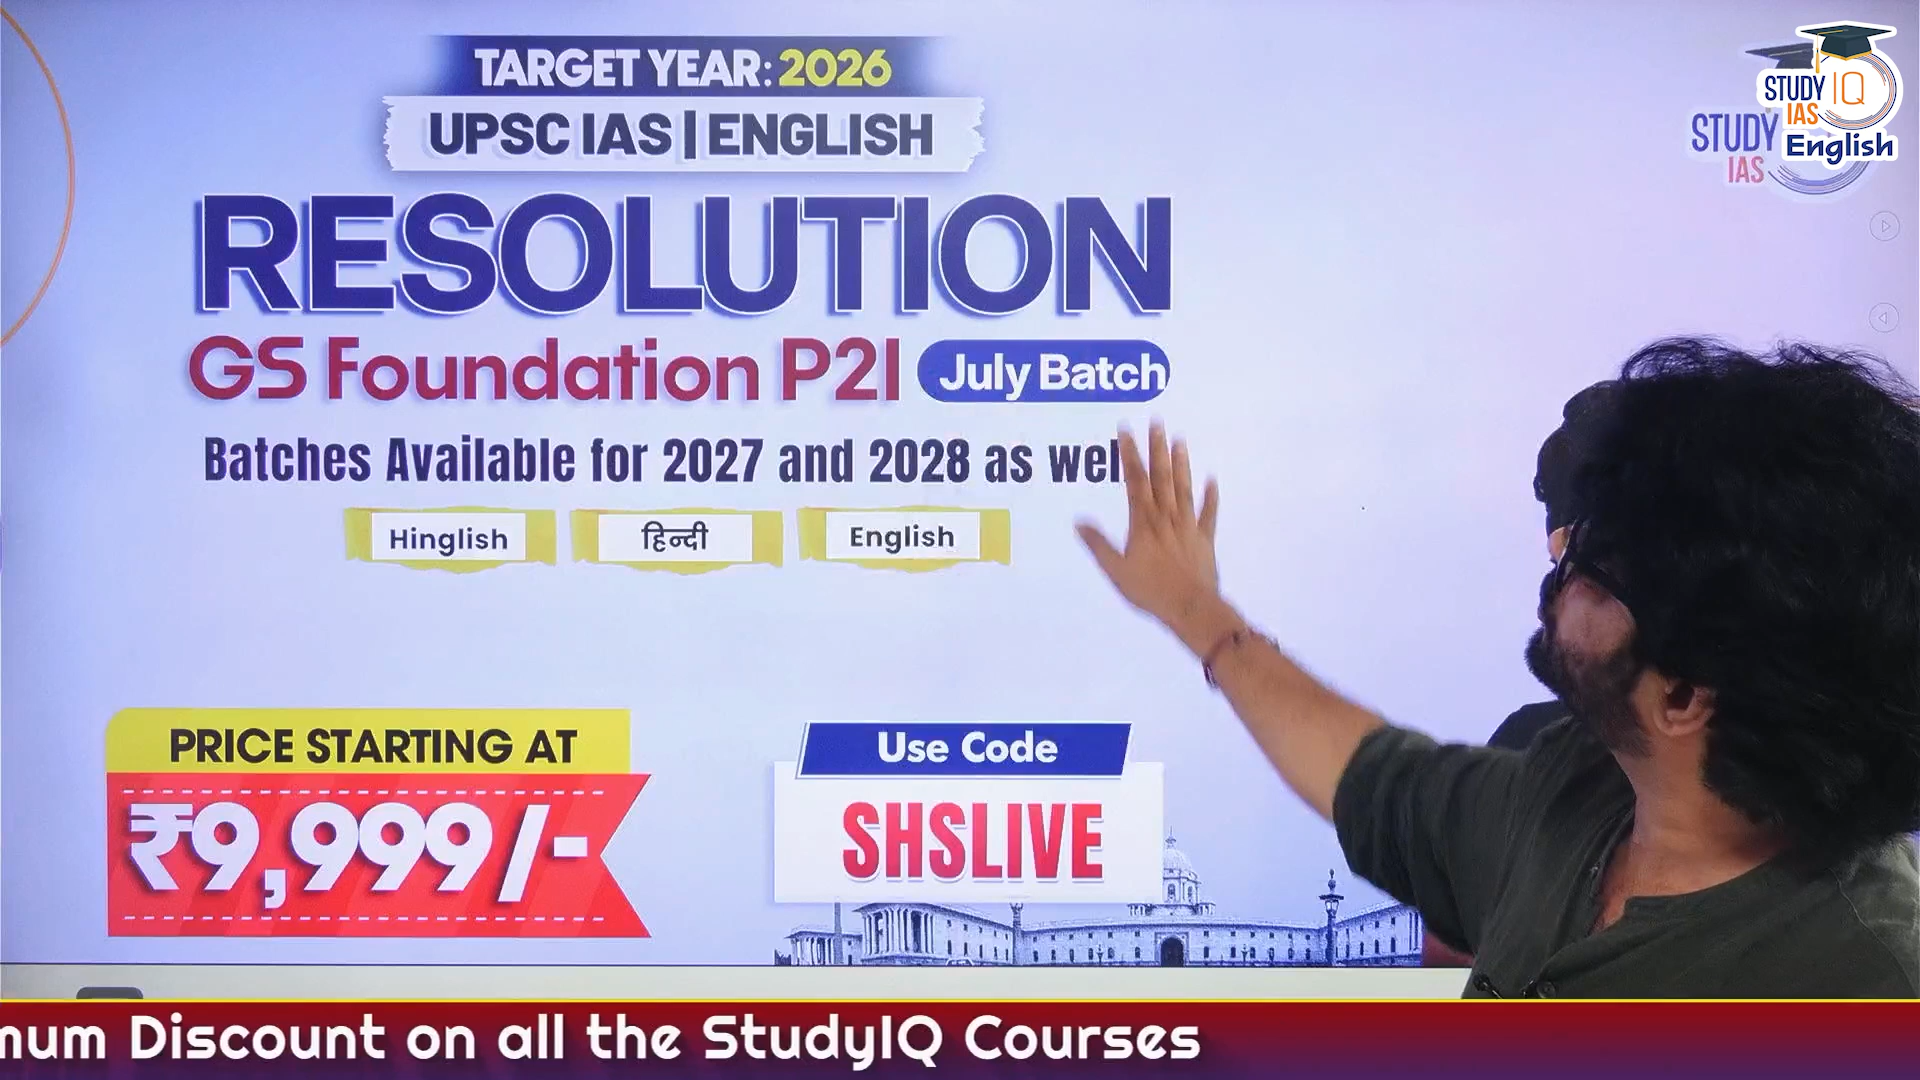 TARGET YEAR: 2026
UPSC IAS | ENGLISH
RESOLUTION
GS Foundation P2I July Batch
Batches Available for 2027 and 2028 as
Hinglish
हिन्दी
English
PRICE STARTING AT
₹9,999/-
Use Code
SHSLIVE
STUDY IQ
IAS
English
STUDY
IAS
Discount on all the StudyIQ Courses